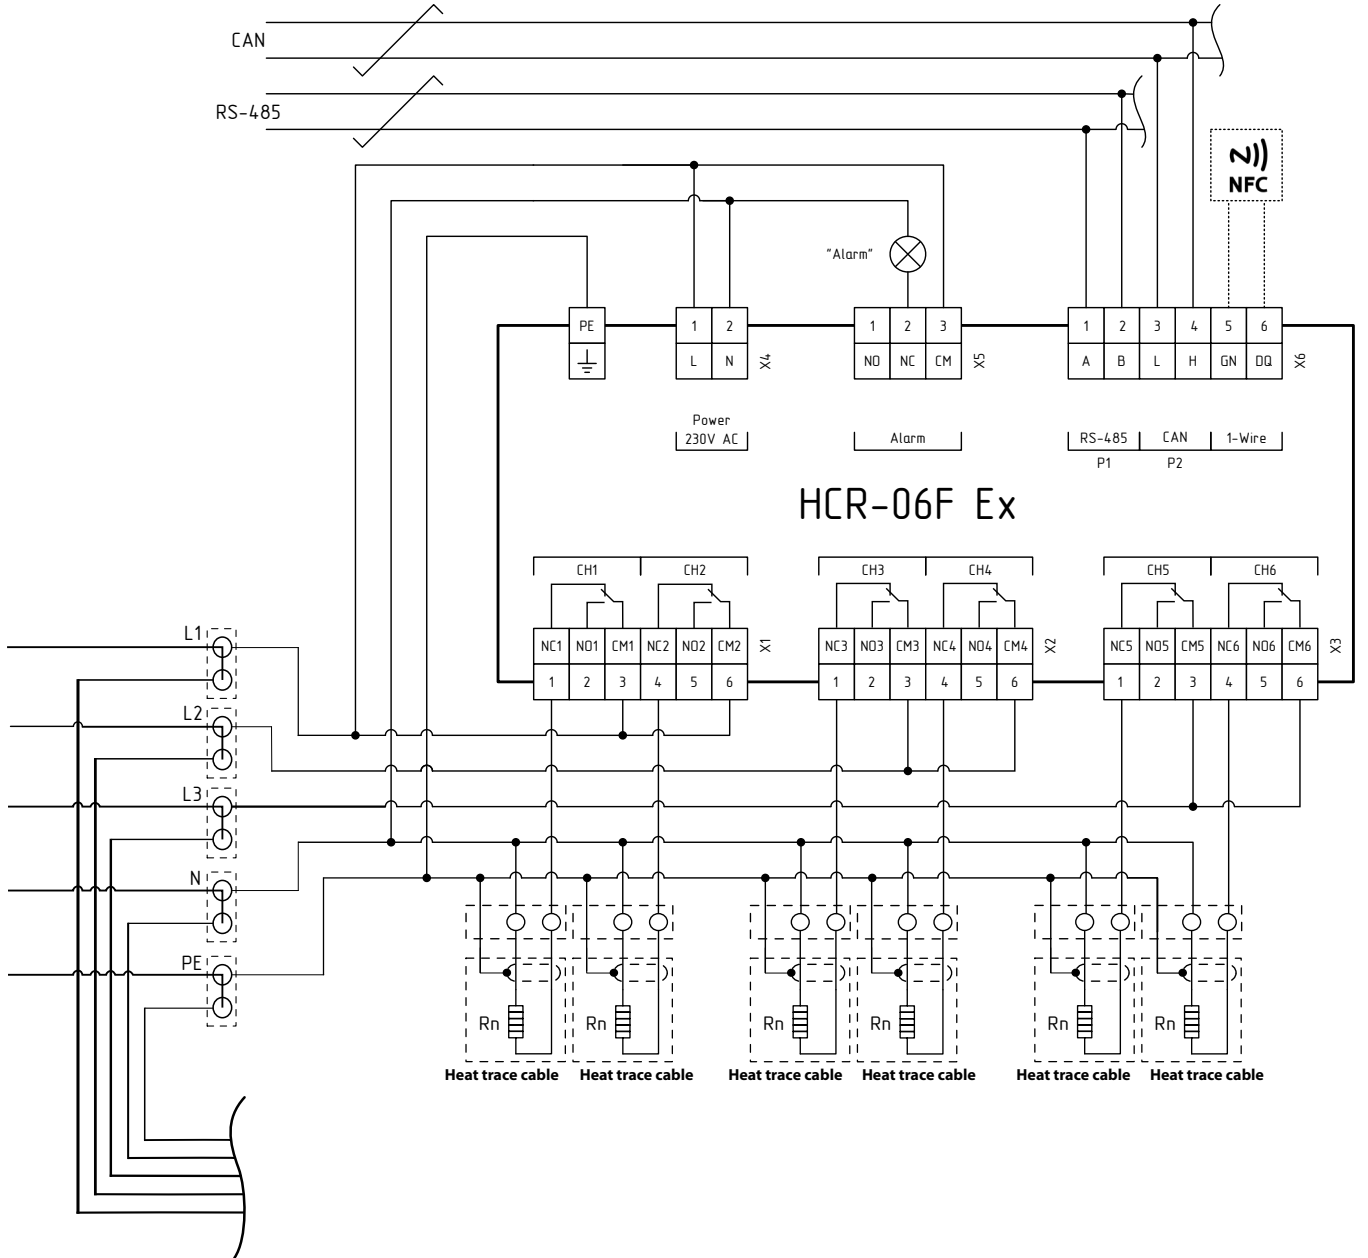 CAN
RS-485
NFC
"Alarm"
PE 1 2 1 2 3 1 2 3 4 5 6
L N X4 NO NC CM X5 A B L H GN DQ X6
Power
230V AC Alarm RS-485 CAN 1-Wire
P1 P2
HCR-06F Ex
CH1 CH2 CH3 CH4 CH5 CH6
NC1 NO1 CM1 NC2 NO2 CM2 X1 NC3 NO3 CM3 NC4 NO4 CM4 X2 NC5 NO5 CM5 NC6 NO6 CM6 X3
1 2 3 4 5 6 1 2 3 4 5 6 1 2 3 4 5 6
L1
L2
L3
N
PE
Rn Rn Rn Rn Rn Rn
Heat trace cable Heat trace cable Heat trace cable Heat trace cable Heat trace cable Heat trace cable